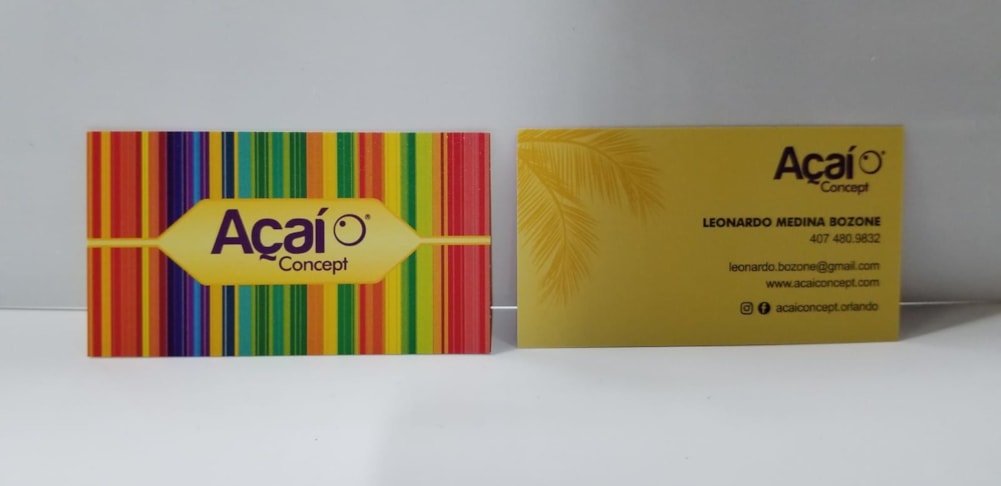 Açaí ®
Concept
Açaí ®
Concept
LEONARDO MEDINA BOZONE
407 480.9832
leonardo.bozone@gmail.com
www.acaiconcept.com
acaiconcept.orlando